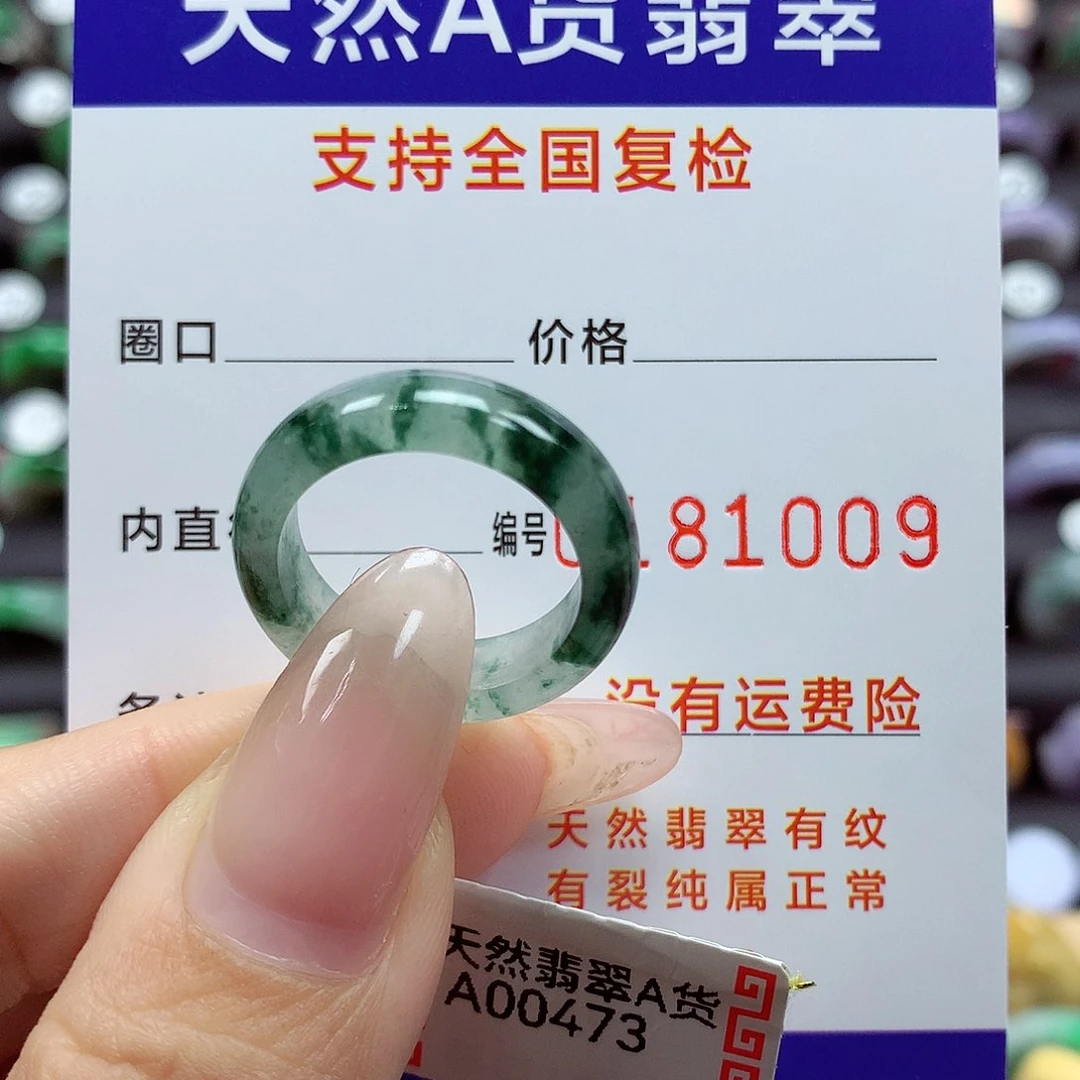 天然A货翡翠
支持全国复检
圈口 价格
内直 编号 181009
没有运费险
天然翡翠有纹
有裂纯属正常
天然翡翠A货
A00473